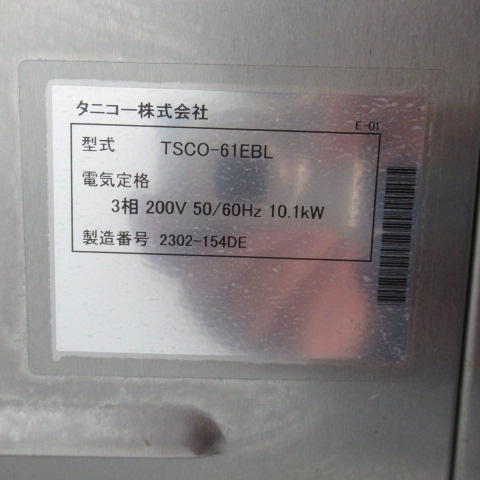 タニコー株式会社
E-01
型式 TSCO-61EBL
電気定格
3相 200V 50/60Hz 10.1kW
製造番号 2302-154DE